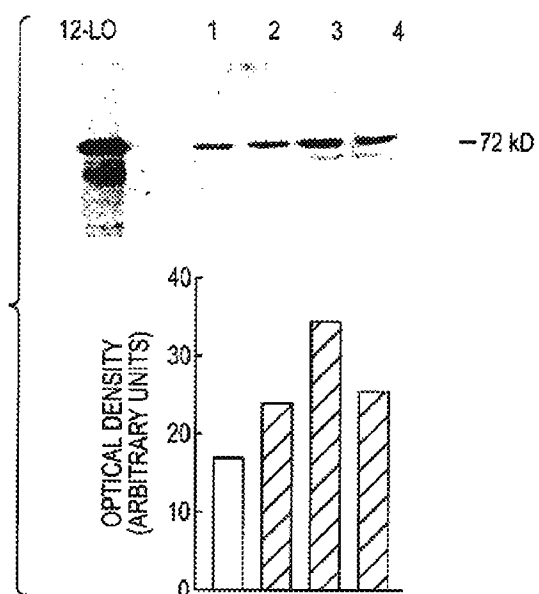 12-LO 1 2 3 4
72 kD
40
30
20
10
0
OPTICAL DENSITY
(ARBITRARY UNITS)